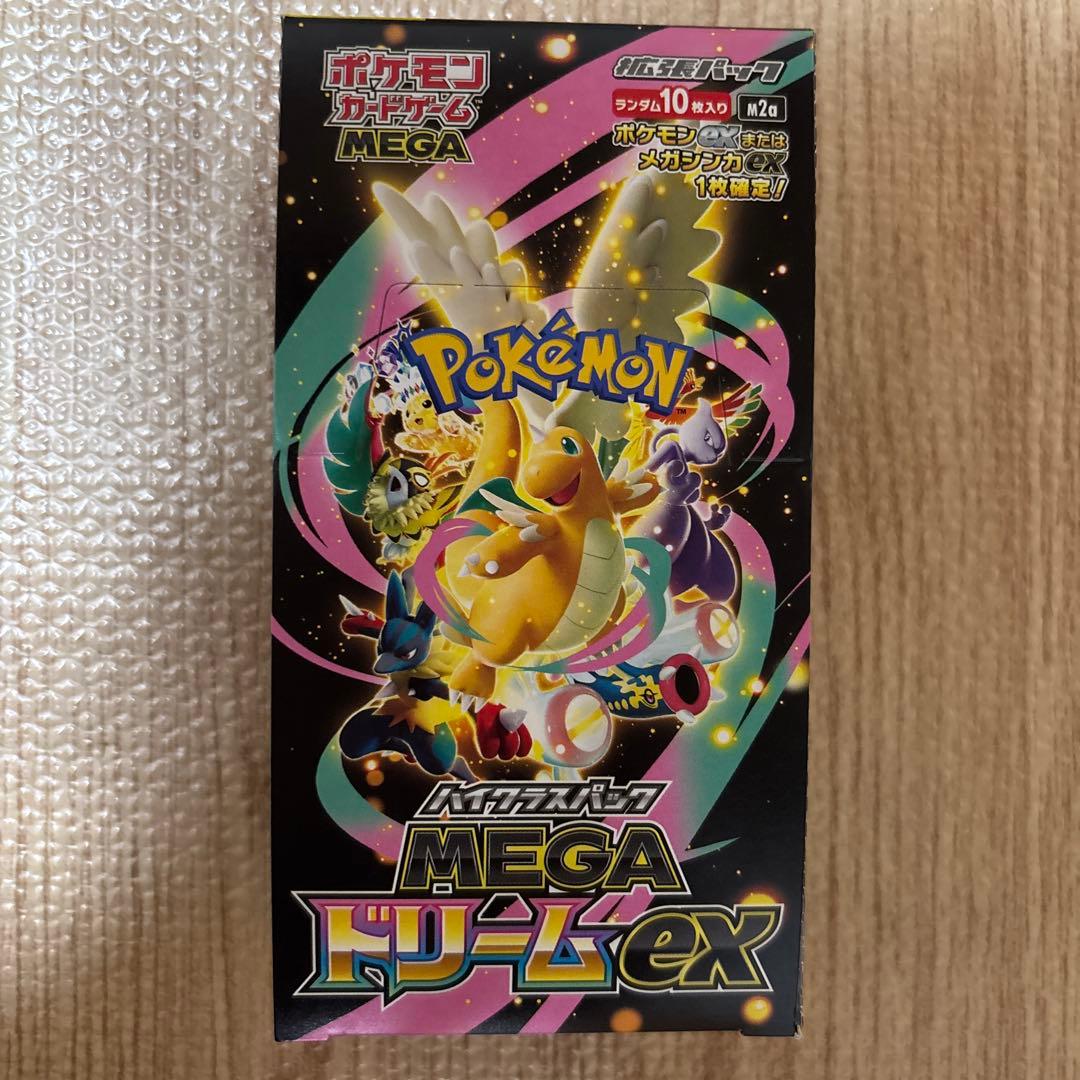 ポケモン
カードゲーム™
MEGA
拡張パック
ランダム10枚入り M2a
ポケモンexまたは
メガシンカex
1枚確定!
POKÉMON™
ハイクラスパック
MEGA
ドリームex